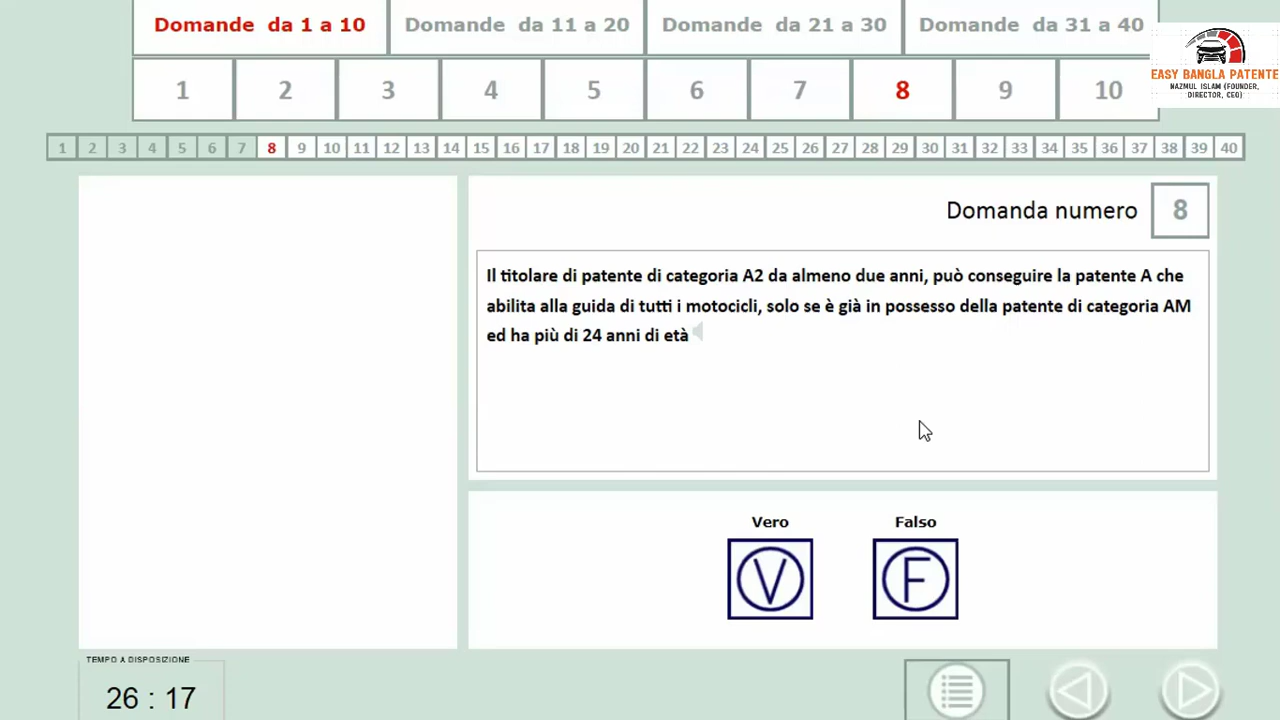 Domande da 1 a 10
Domande da 11 a 20
Domande da 21 a 30
Domande da 31 a 40
1 2 3 4 5 6 7 8 9 10
EASY BANGLA PATENTE
NAZMUL ISLAM (FOUNDER,
DIRECTOR, CEO)
1 2 3 4 5 6 7 8 9 10 11 12 13 14 15 16 17 18 19 20 21 22 23 24 25 26 27 28 29 30 31 32 33 34 35 36 37 38 39 40
Domanda numero 8
Il titolare di patente di categoria A2 da almeno due anni, può conseguire la patente A che
abilita alla guida di tutti i motocicli, solo se è già in possesso della patente di categoria AM
ed ha più di 24 anni di età
Vero
Falso
V
F
TEMPO A DISPOSIZIONE
26 : 17